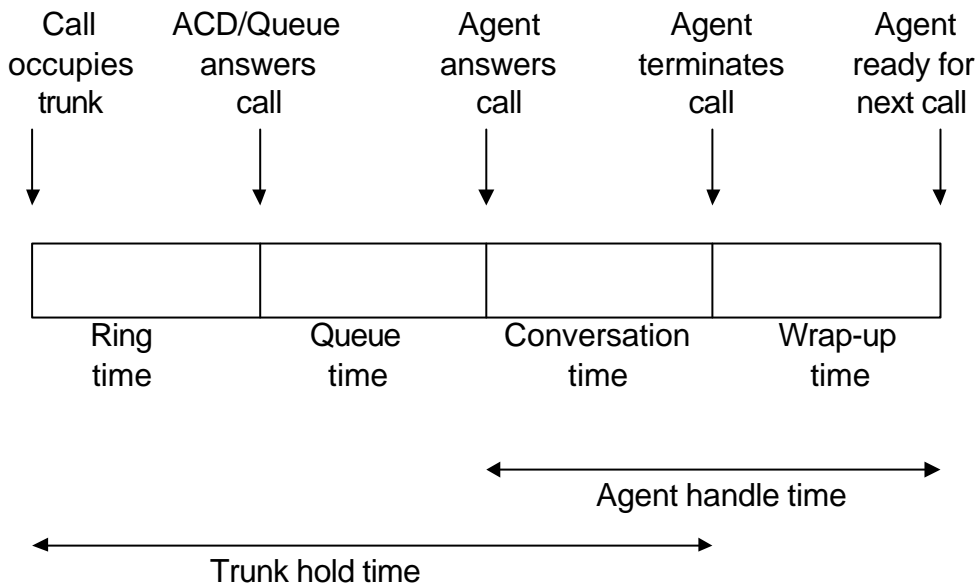 Call
occupies
trunk
ACD/Queue
answers
call
Agent
answers
call
Agent
terminates
call
Agent
ready for
next call
Ring
time
Queue
time
Conversation
time
Wrap-up
time
Agent handle time
Trunk hold time